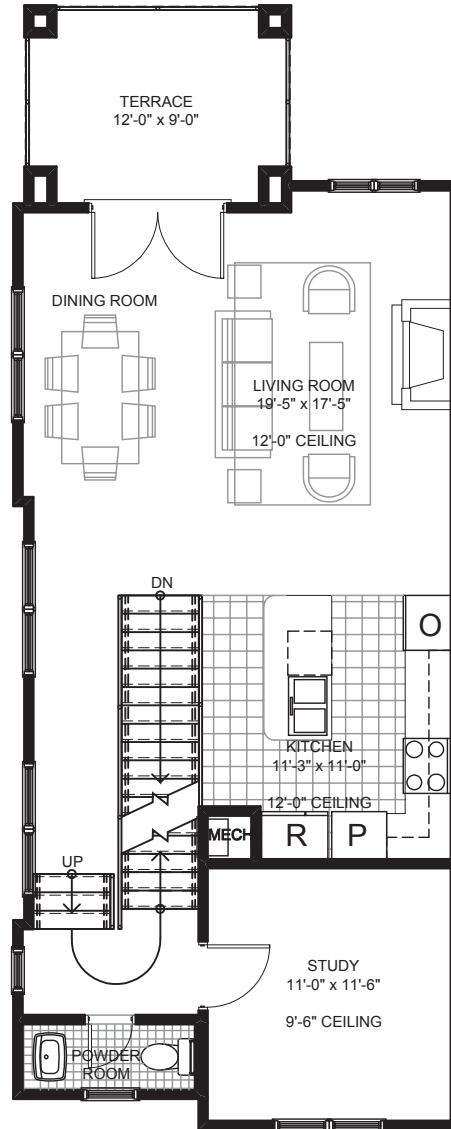 TERRACE
12'-0" x 9'-0"
DINING ROOM
LIVING ROOM
19'-5" x 17'-5"
12'-0" CEILING
DN
O
KITCHEN
11'-3" x 11'-0"
12'-0" CEILING
MECH
R
P
UP
STUDY
11'-0" x 11'-6"
9'-6" CEILING
POWDER
ROOM